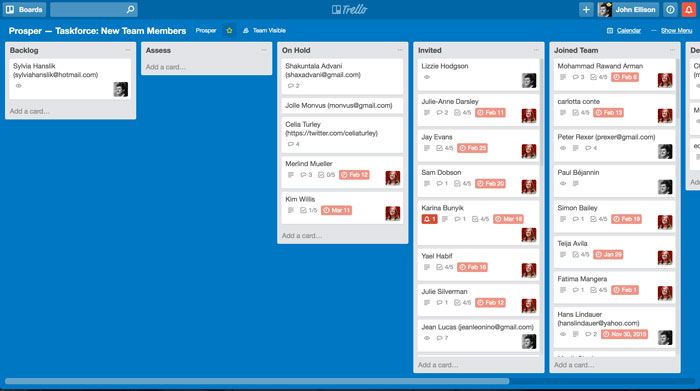 Boards
Trello
John Ellison
Prosper — Taskforce: New Team Members
Prosper
Team Visible
Calendar
Show Menu
Backlog
Sylvia Hanslik
(sylviahanslik@hotmail.com)
Add a card…
Assess
Add a card…
On Hold
Shakuntala Advani
(shaxadvani@gmail.com)
2
Jolle Monvus (monvus@gmail.com)
Celia Turley
(https://twitter.com/celiaturley)
4
Merlind Mueller
3 0/5 Feb 12
Kim Willis
1/5 Mar 11
Add a card…
Invited
Lizzie Hodgson
Julie-Anne Darsley
2 4/5 Feb 11
Jay Evans
4/5 Feb 25
Sam Dobson
1 4/5 Feb 20
Karina Bunyik
1 1 4/5 Mar 18
Yael Habif
4/5 Feb 16
Julie Silverman
1 4/5 Feb 12
Jean Lucas (jeanleonino@gmail.com)
7
Add a card…
Joined Team
Mohammad Rawand Arman
3 4/5 Feb 6
carlotta conte
4/5 Feb 13
Peter Rexer (prexer@gmail.com)
4
Paul Béjannin
Simon Bailey
1 4/5 Feb 18
Teija Avila
4/5 Jan 29
Fatima Mangera
1 4/5 Feb 1
Hans Lindauer
(hanslindauer@yahoo.com)
2 Nov 30, 2015
Add a card…
De